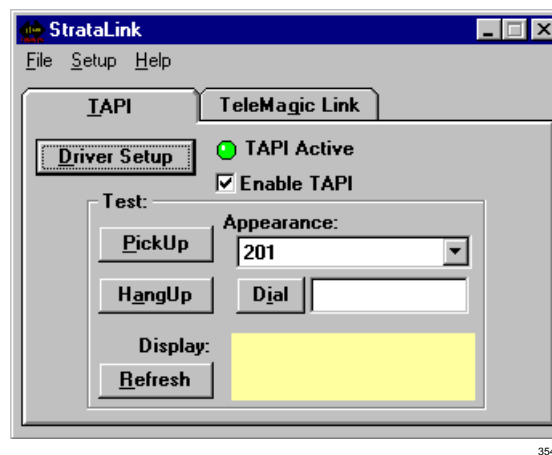 StrataLink
File Setup Help
TAPI TeleMagic Link
Driver Setup TAPI Active
Enable TAPI
Test:
Appearance:
PickUp 201
HangUp Dial
Display:
Refresh
354